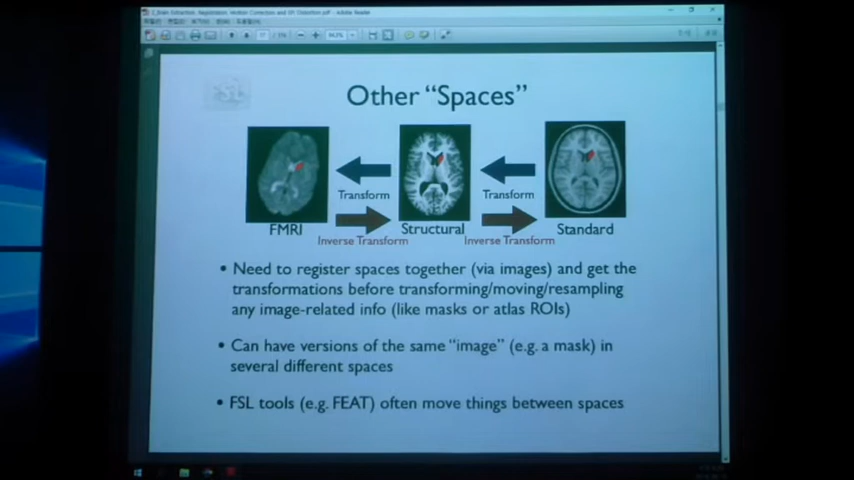 FSL
Other “Spaces”
Transform
Transform
FMRI
Structural
Standard
Inverse Transform
Inverse Transform
• Need to register spaces together (via images) and get the
transformations before transforming/moving/resampling
any image-related info (like masks or atlas ROIs)
• Can have versions of the same “image” (e.g. a mask) in
several different spaces
• FSL tools (e.g. FEAT) often move things between spaces